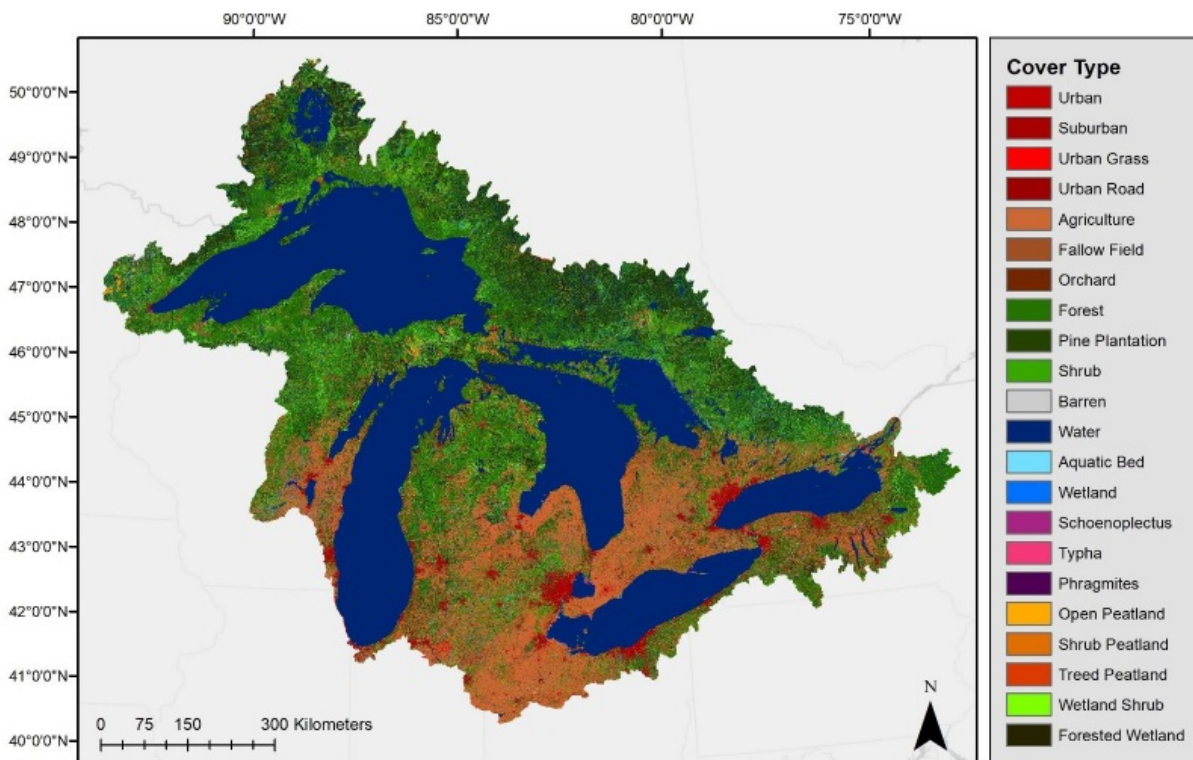 90°0'0"W 85°0'0"W 80°0'0"W 75°0'0"W
50°0'0"N
49°0'0"N
48°0'0"N
47°0'0"N
46°0'0"N
45°0'0"N
44°0'0"N
43°0'0"N
42°0'0"N
41°0'0"N
40°0'0"N
0 75 150 300 Kilometers
N
Cover Type
Urban
Suburban
Urban Grass
Urban Road
Agriculture
Fallow Field
Orchard
Forest
Pine Plantation
Shrub
Barren
Water
Aquatic Bed
Wetland
Schoenoplectus
Typha
Phragmites
Open Peatland
Shrub Peatland
Treed Peatland
Wetland Shrub
Forested Wetland